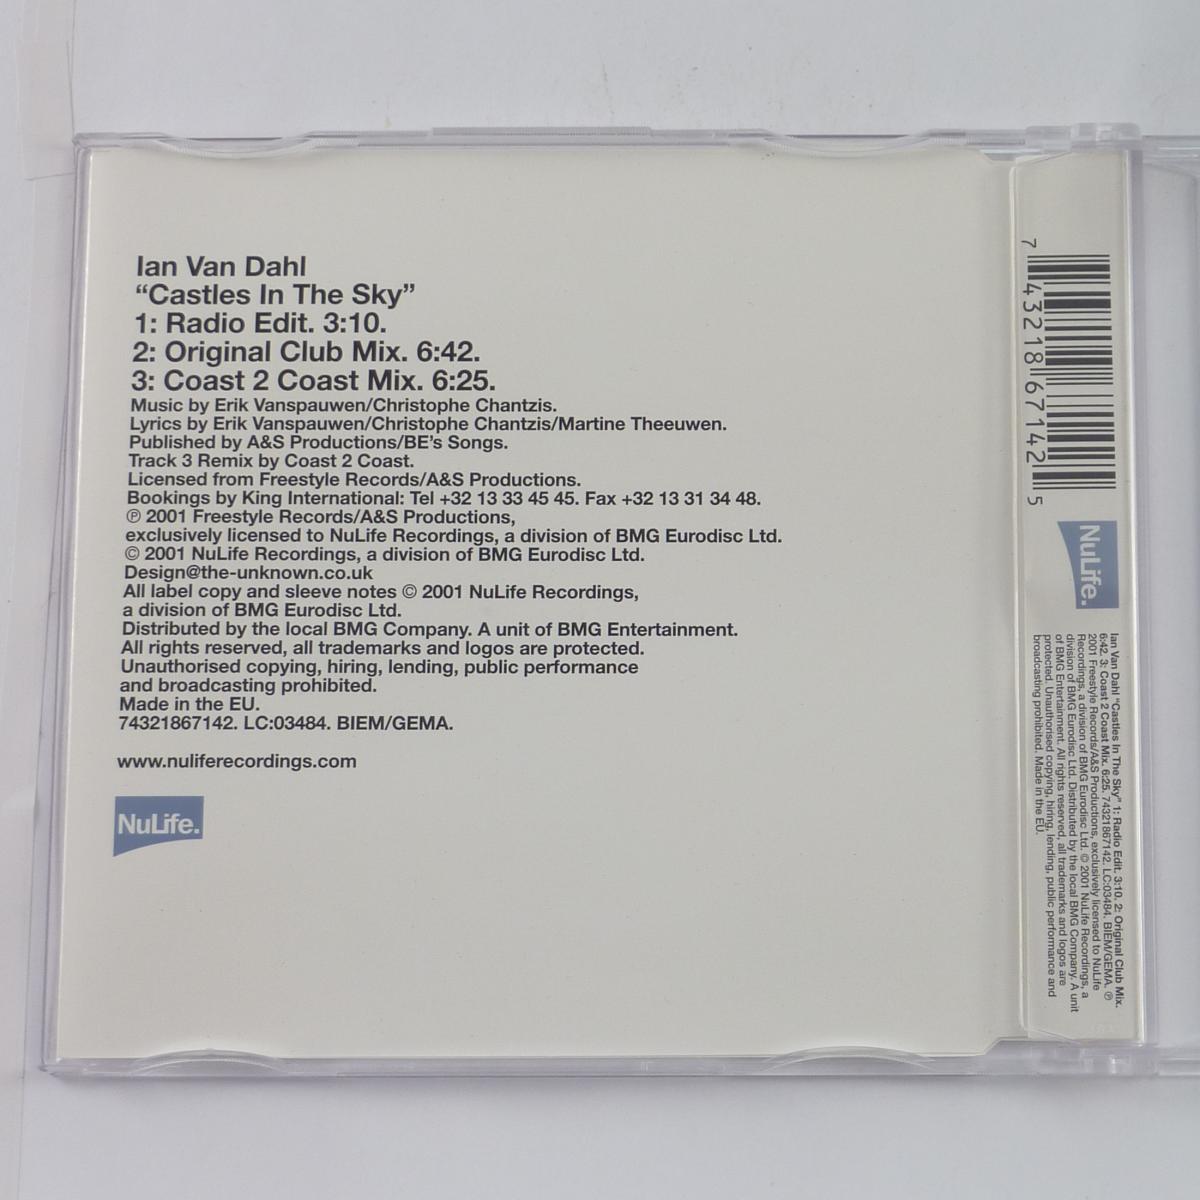 Ian Van Dahl
“Castles In The Sky”
1: Radio Edit. 3:10.
2: Original Club Mix. 6:42.
3: Coast 2 Coast Mix. 6:25.
Music by Erik Vanspauwen/Christophe Chantzis.
Lyrics by Erik Vanspauwen/Christophe Chantzis/Martine Theeuwen.
Published by A&S Productions/BE's Songs.
Track 3 Remix by Coast 2 Coast.
Licensed from Freestyle Records/A&S Productions.
Bookings by King International: Tel +32 13 33 45 45. Fax +32 13 31 34 48.
℗ 2001 Freestyle Records/A&S Productions,
exclusively licensed to NuLife Recordings, a division of BMG Eurodisc Ltd.
© 2001 NuLife Recordings, a division of BMG Eurodisc Ltd.
Design@the-unknown.co.uk
All label copy and sleeve notes © 2001 NuLife Recordings,
a division of BMG Eurodisc Ltd.
Distributed by the local BMG Company. A unit of BMG Entertainment.
All rights reserved, all trademarks and logos are protected.
Unauthorised copying, hiring, lending, public performance
and broadcasting prohibited.
Made in the EU.
74321867142. LC:03484. BIEM/GEMA.
www.nuliferecordings.com
NuLife.
7 43218 67142 5
NuLife.
Ian Van Dahl “Castles In The Sky” 1: Radio Edit. 3:10. 2: Original Club Mix.
6:42. 3: Coast 2 Coast Mix. 6:25. 74321867142. LC:03484. BIEM/GEMA. ℗
2001 Freestyle Records/A&S Productions, exclusively licensed to NuLife
Recordings, a division of BMG Eurodisc Ltd. © 2001 NuLife Recordings, a
division of BMG Eurodisc Ltd. Distributed by the local BMG Company. A unit
of BMG Entertainment. All rights reserved, all trademarks and logos are
protected. Unauthorised copying, hiring, lending, public performance and
broadcasting prohibited. Made in the EU.